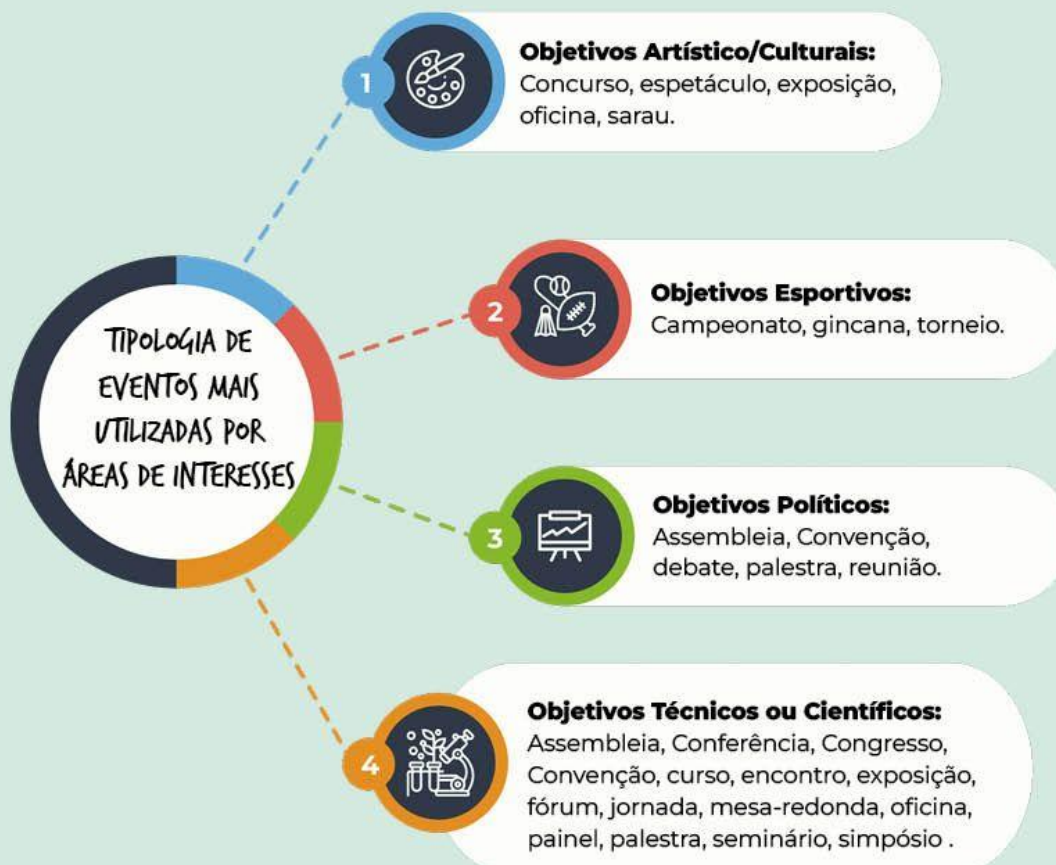 TIPOLOGIA DE
EVENTOS MAIS
UTILIZADAS POR
ÁREAS DE INTERESSES
1
Objetivos Artístico/Culturais:
Concurso, espetáculo, exposição,
oficina, sarau.
2
Objetivos Esportivos:
Campeonato, gincana, torneio.
3
Objetivos Políticos:
Assembleia, Convenção,
debate, palestra, reunião.
4
Objetivos Técnicos ou Científicos:
Assembleia, Conferência, Congresso,
Convenção, curso, encontro, exposição,
fórum, jornada, mesa-redonda, oficina,
painel, palestra, seminário, simpósio .